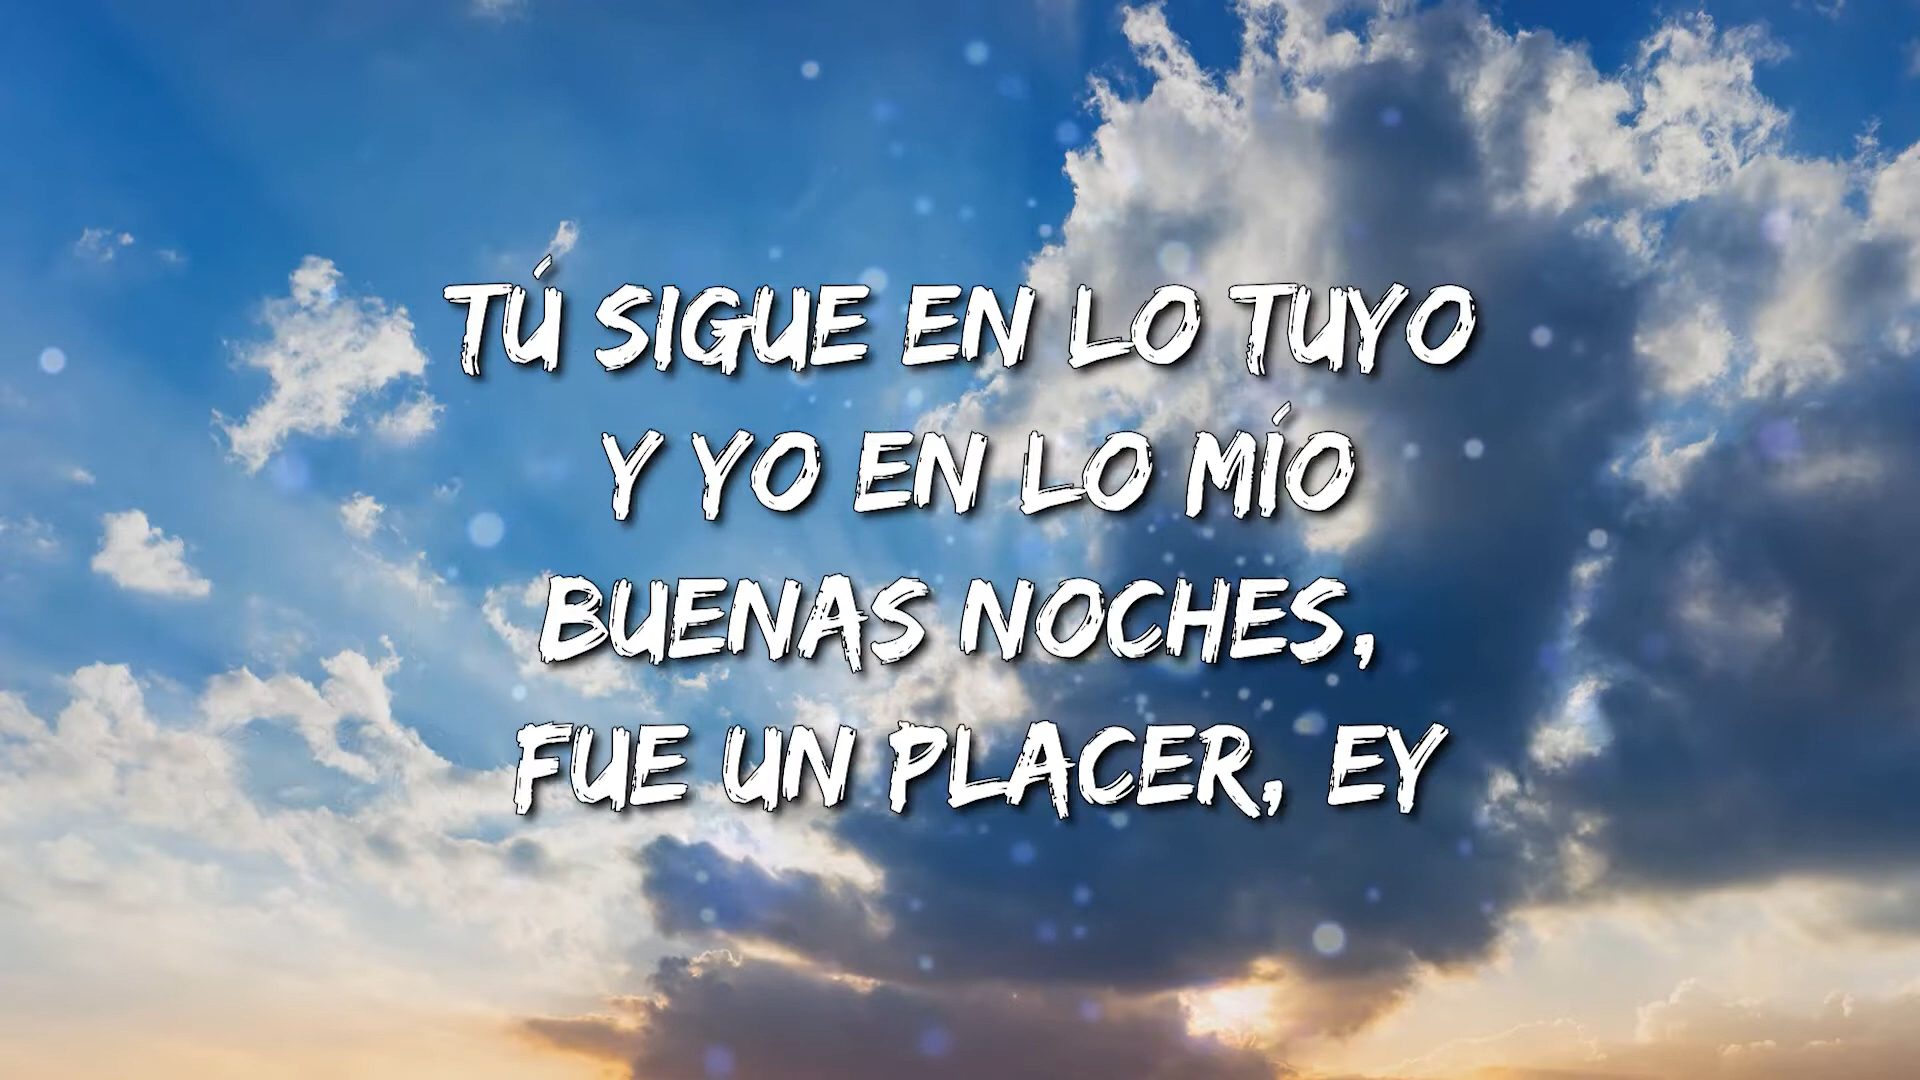 TÚ SIGUE EN LO TUYO
Y YO EN LO MÍO
BUENAS NOCHES,
FUE UN PLACER, EY